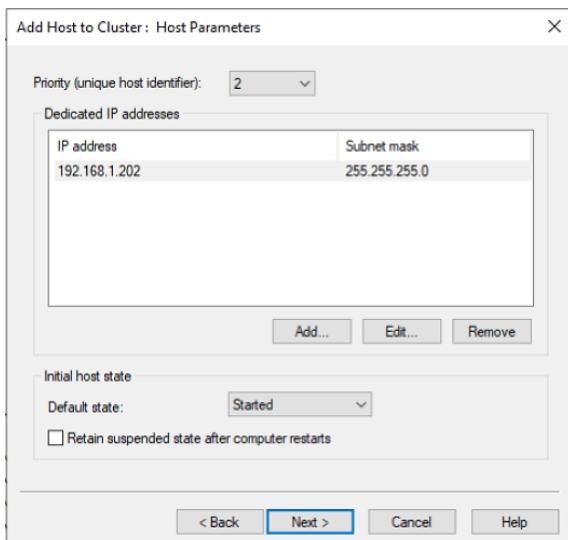 Add Host to Cluster : Host Parameters
Priority (unique host identifier): 2
Dedicated IP addresses
IP address Subnet mask
192.168.1.202 255.255.255.0
Add... Edit... Remove
Initial host state
Default state: Started
Retain suspended state after computer restarts
< Back Next > Cancel Help